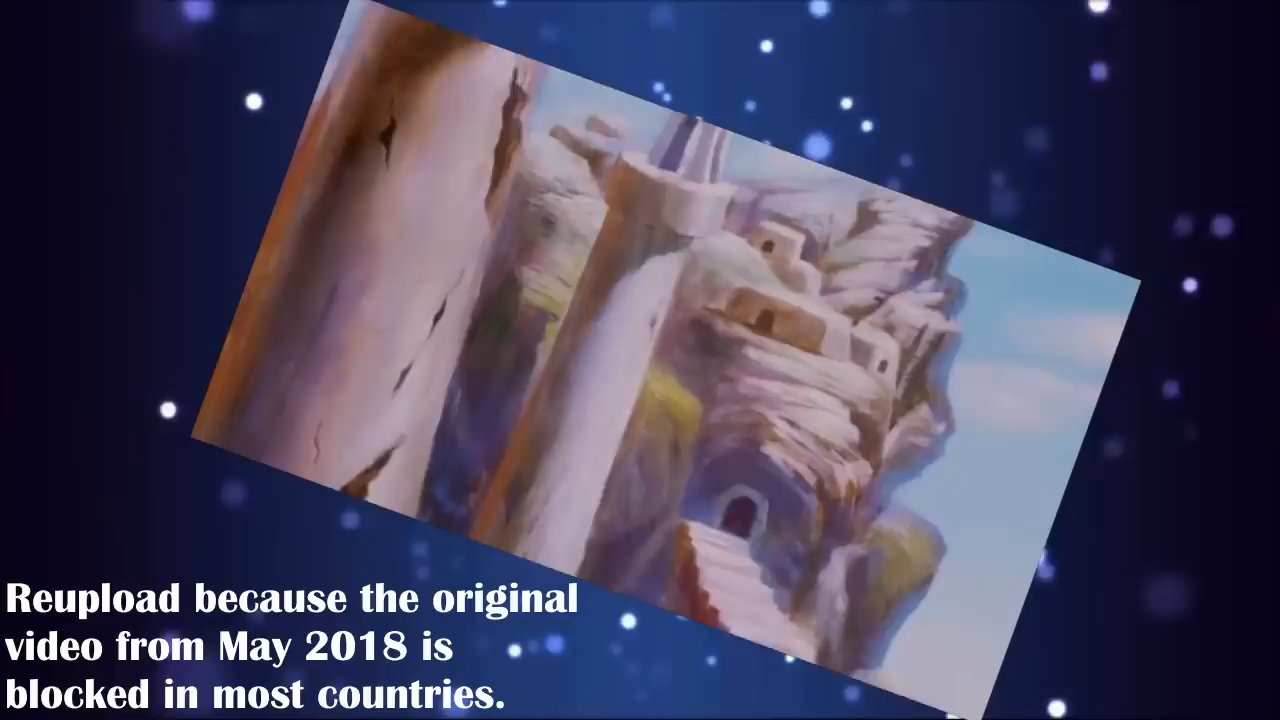 Reupload because the original
video from May 2018 is
blocked in most countries.